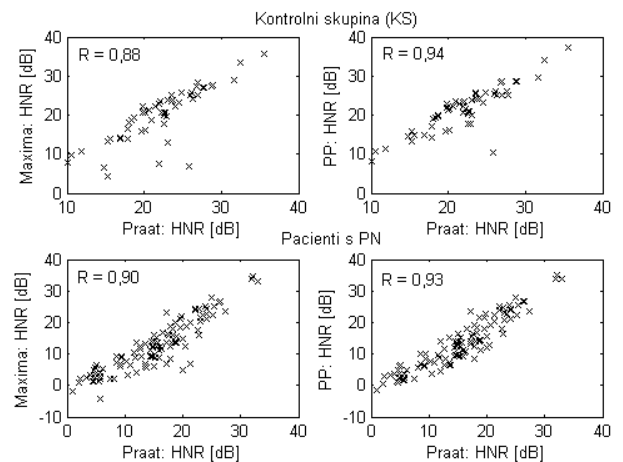 Kontrolni skupina (KS)
R = 0,88
Maxima: HNR [dB]
40
30
20
10
0
10 20 30 40
Praat: HNR [dB]
R = 0,94
PP: HNR [dB]
40
30
20
10
0
10 20 30 40
Praat: HNR [dB]
Pacienti s PN
R = 0,90
Maxima: HNR [dB]
40
30
20
10
0
-10
0 10 20 30 40
Praat: HNR [dB]
R = 0,93
PP: HNR [dB]
40
30
20
10
0
-10
0 10 20 30 40
Praat: HNR [dB]